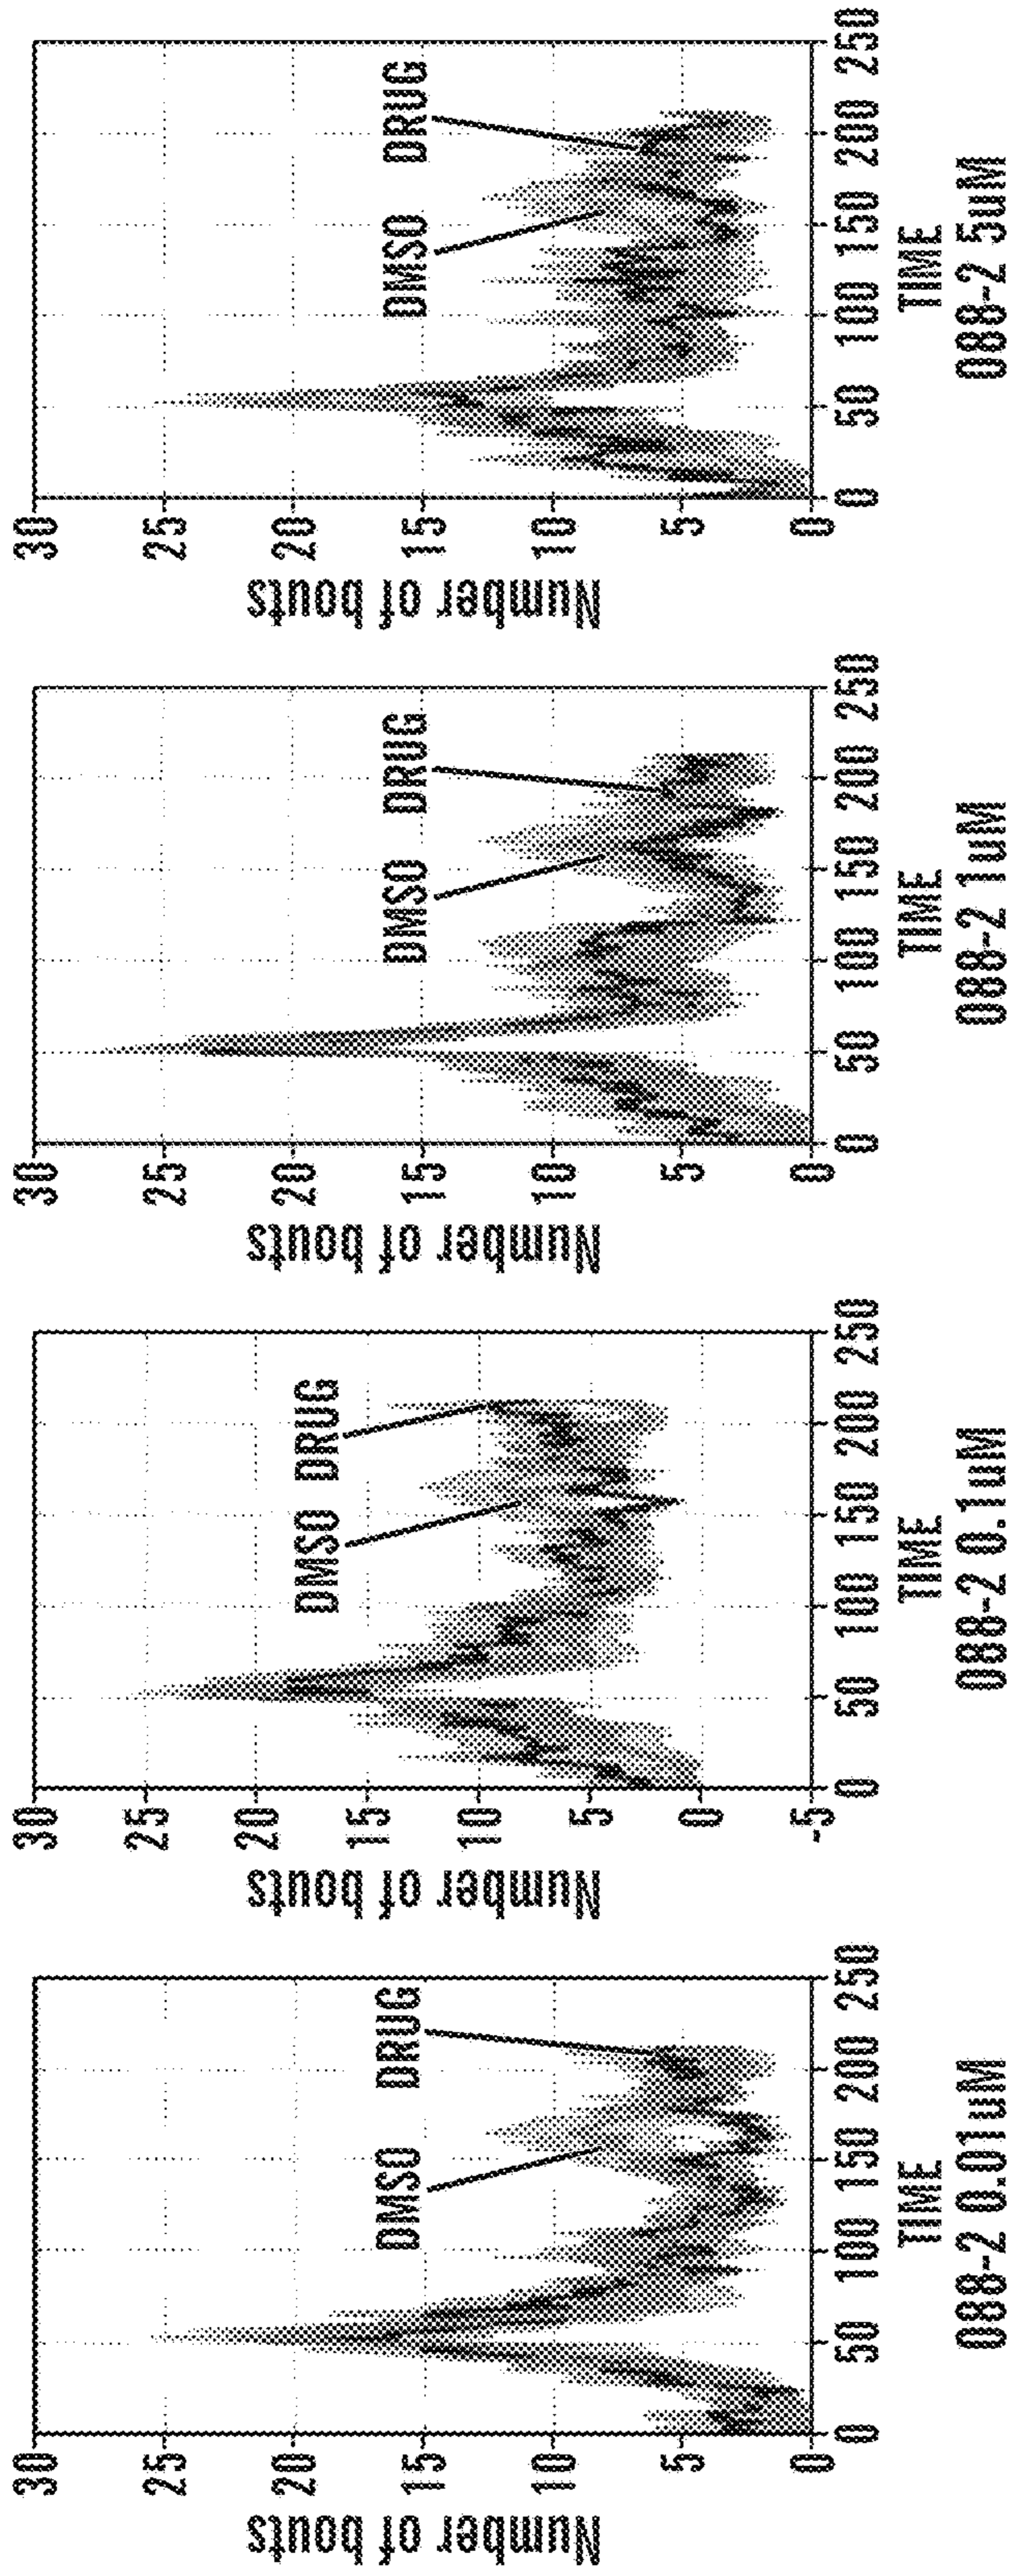 30
25
20
15
10
5
0
Number of bouts
DMSO
DRUG
0 50 100 150 200 250
TIME
088-2 0.01uM
30
25
20
15
10
5
0
-5
Number of bouts
DMSO DRUG
0 50 100 150 200 250
TIME
088-2 0.1uM
30
25
20
15
10
5
0
Number of bouts
DMSO
DRUG
0 50 100 150 200 250
TIME
088-2 1uM
30
25
20
15
10
5
0
Number of bouts
DMSO
DRUG
0 50 100 150 200 250
TIME
088-2 5uM